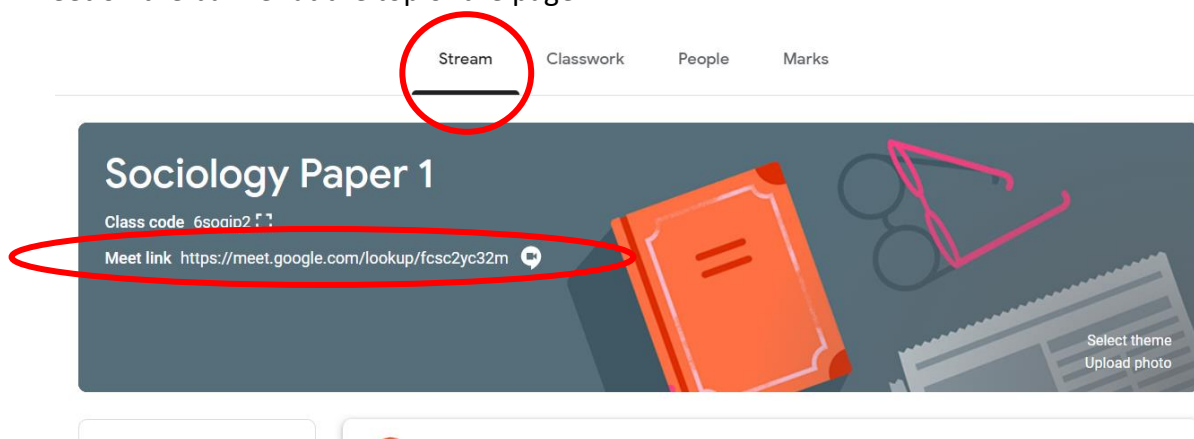 Stream Classwork People Marks
Sociology Paper 1
Class code
Meet link https://meet.google.com/lookup/fcsc2yc32m
Select theme
Upload photo